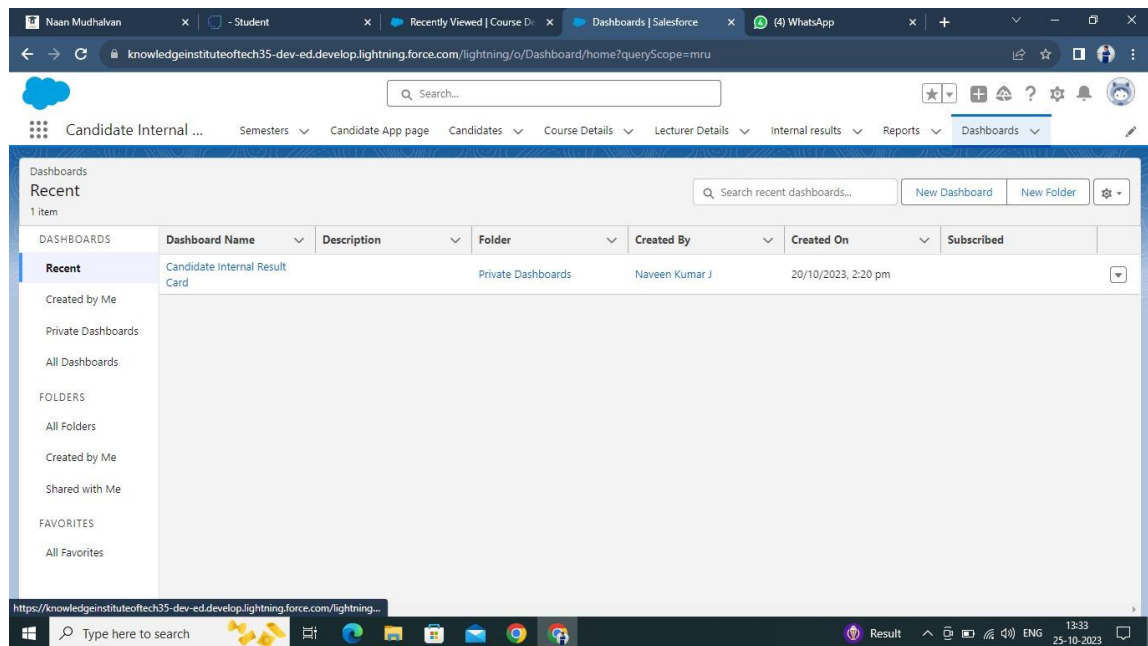 Naan Mudhalvan
- Student
Recently Viewed | Course De
Dashboards | Salesforce
(4) WhatsApp
knowledgeinstituteoftech35-dev-ed.develop.lightning.force.com/lightning/o/Dashboard/home?queryScope=mru
Search...
Candidate Internal ... Semesters Candidate App page Candidates Course Details Lecturer Details Internal results Reports Dashboards
Dashboards
Recent
1 item
Search recent dashboards...
New Dashboard
New Folder
DASHBOARDS
Dashboard Name Description Folder Created By Created On Subscribed
Recent
Candidate Internal Result
Card
Private Dashboards Naveen Kumar J 20/10/2023, 2:20 pm
Created by Me
Private Dashboards
All Dashboards
FOLDERS
All Folders
Created by Me
Shared with Me
FAVORITES
All Favorites
https://knowledgeinstituteoftech35-dev-ed.develop.lightning.force.com/lightning...
Type here to search
Result
ENG
13:33
25-10-2023